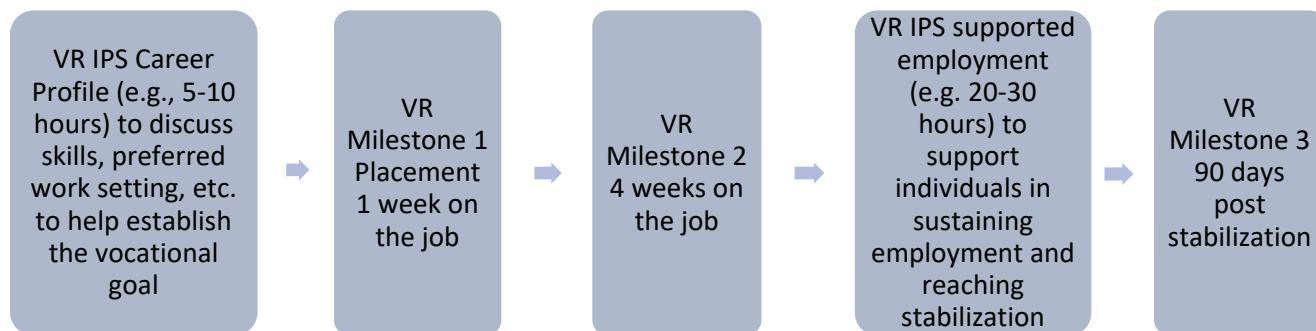 VR IPS Career
Profile (e.g., 5-10
hours) to discuss
skills, preferred
work setting, etc.
to help establish
the vocational
goal
VR
Milestone 1
Placement
1 week on
the job
VR
Milestone 2
4 weeks on
the job
VR IPS supported
employment
(e.g. 20-30
hours) to
support
individuals in
sustaining
employment and
reaching
stabilization
VR
Milestone 3
90 days
post
stabilization